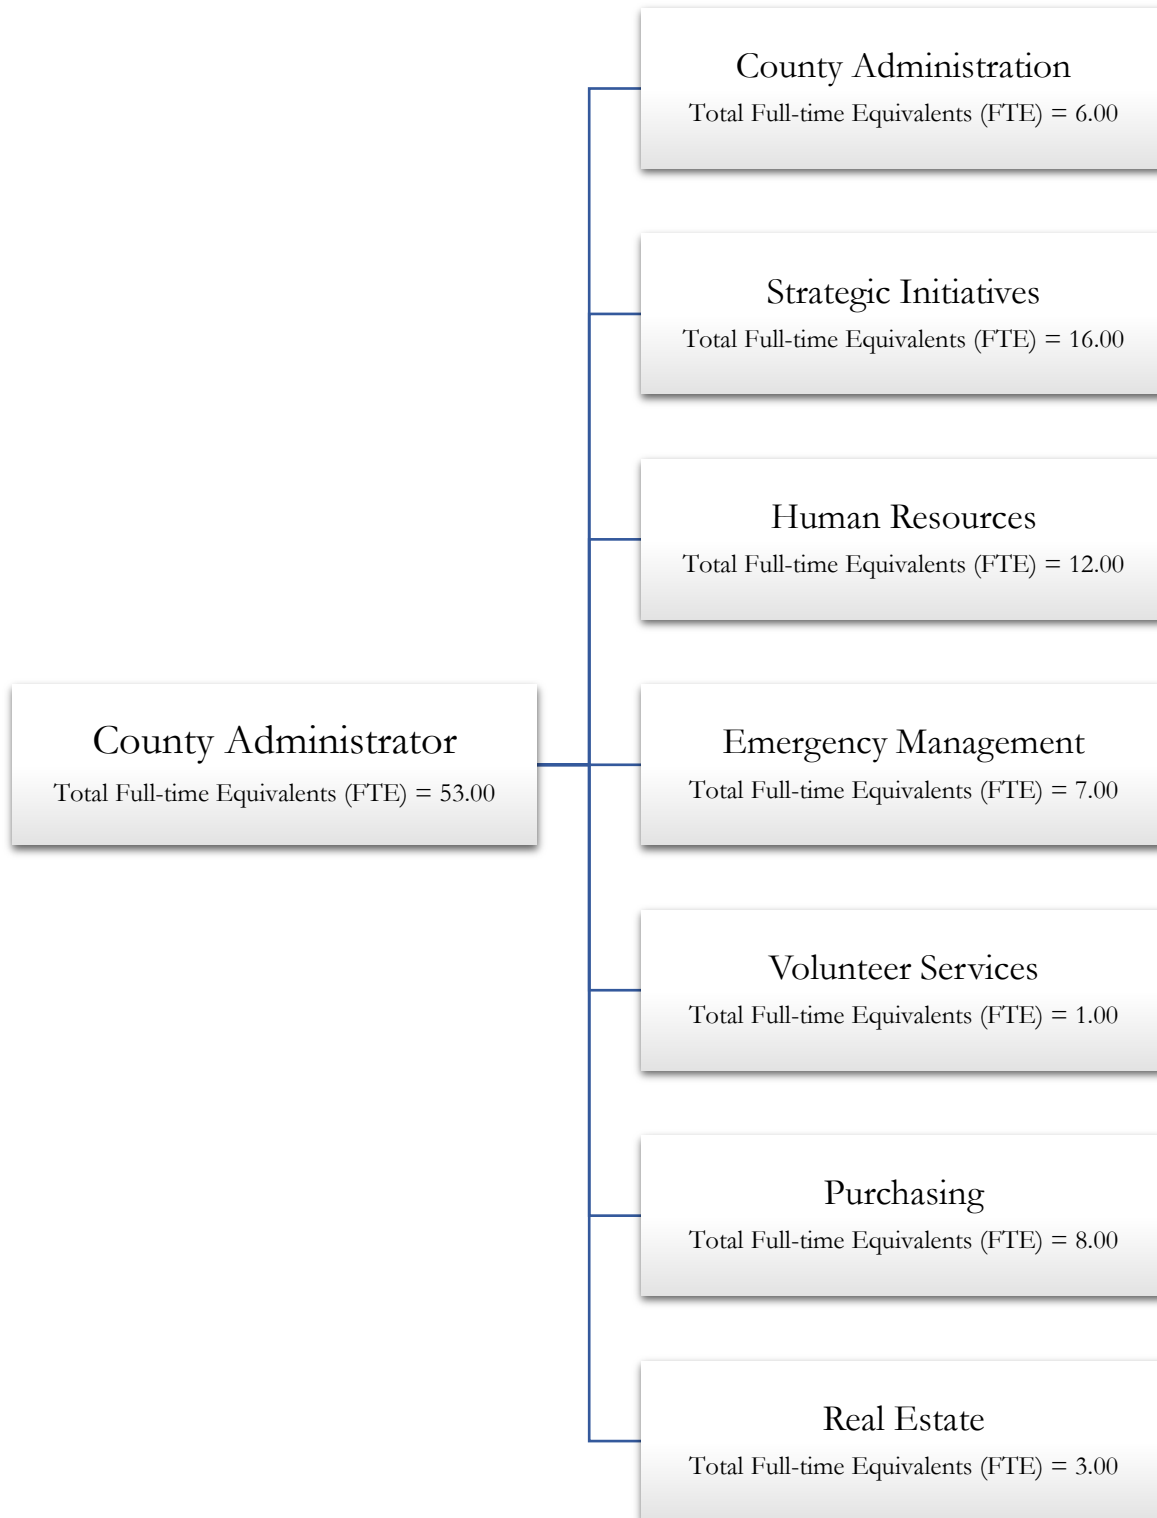 County Administration
Total Full-time Equivalents (FTE) = 6.00
Strategic Initiatives
Total Full-time Equivalents (FTE) = 16.00
Human Resources
Total Full-time Equivalents (FTE) = 12.00
County Administrator
Total Full-time Equivalents (FTE) = 53.00
Emergency Management
Total Full-time Equivalents (FTE) = 7.00
Volunteer Services
Total Full-time Equivalents (FTE) = 1.00
Purchasing
Total Full-time Equivalents (FTE) = 8.00
Real Estate
Total Full-time Equivalents (FTE) = 3.00